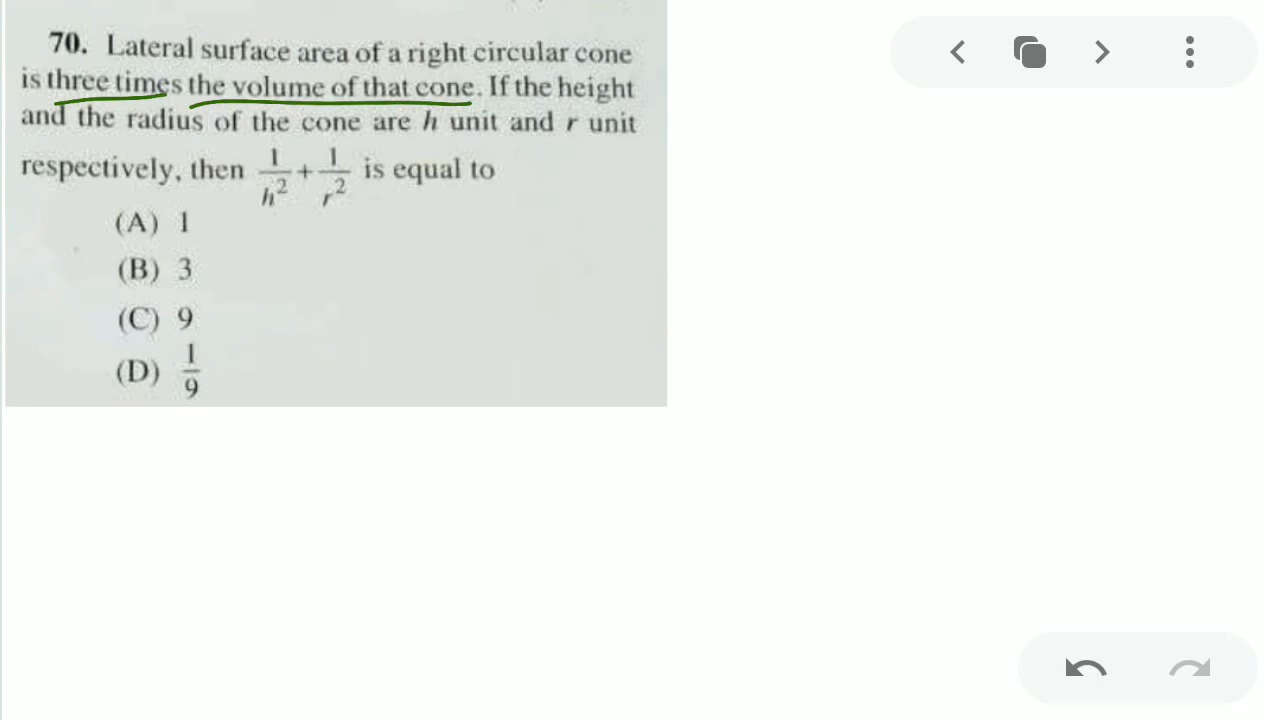 70. Lateral surface area of a right circular cone
is three times the volume of that cone. If the height
and the radius of the cone are h unit and r unit
respectively, then 1/h² + 1/r² is equal to
(A) 1
(B) 3
(C) 9
(D) 1/9